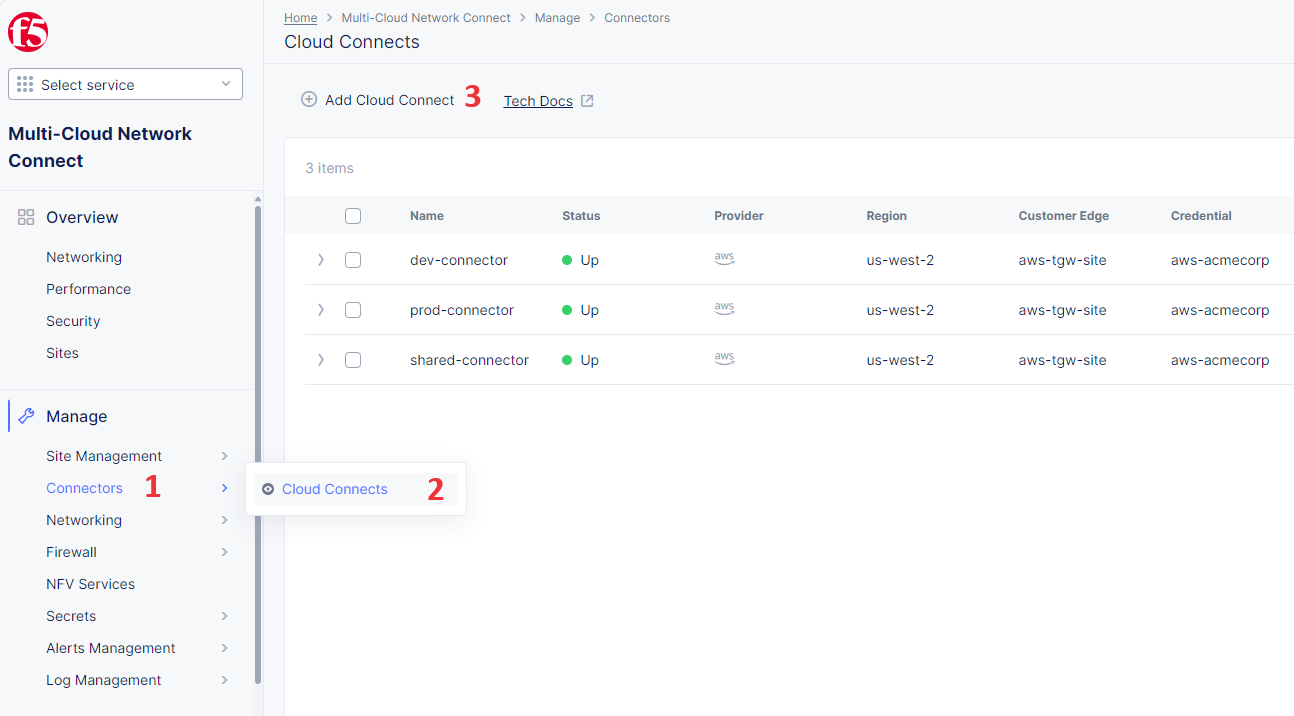 f5
Select service
Multi-Cloud Network
Connect
Overview
Networking
Performance
Security
Sites
Manage
Site Management
Connectors 1
Cloud Connects 2
Networking
Firewall
NFV Services
Secrets
Alerts Management
Log Management
Home > Multi-Cloud Network Connect > Manage > Connectors
Cloud Connects
Add Cloud Connect 3 Tech Docs
3 items
Name Status Provider Region Customer Edge Credential
dev-connector Up aws us-west-2 aws-tgw-site aws-acmecorp
prod-connector Up aws us-west-2 aws-tgw-site aws-acmecorp
shared-connector Up aws us-west-2 aws-tgw-site aws-acmecorp